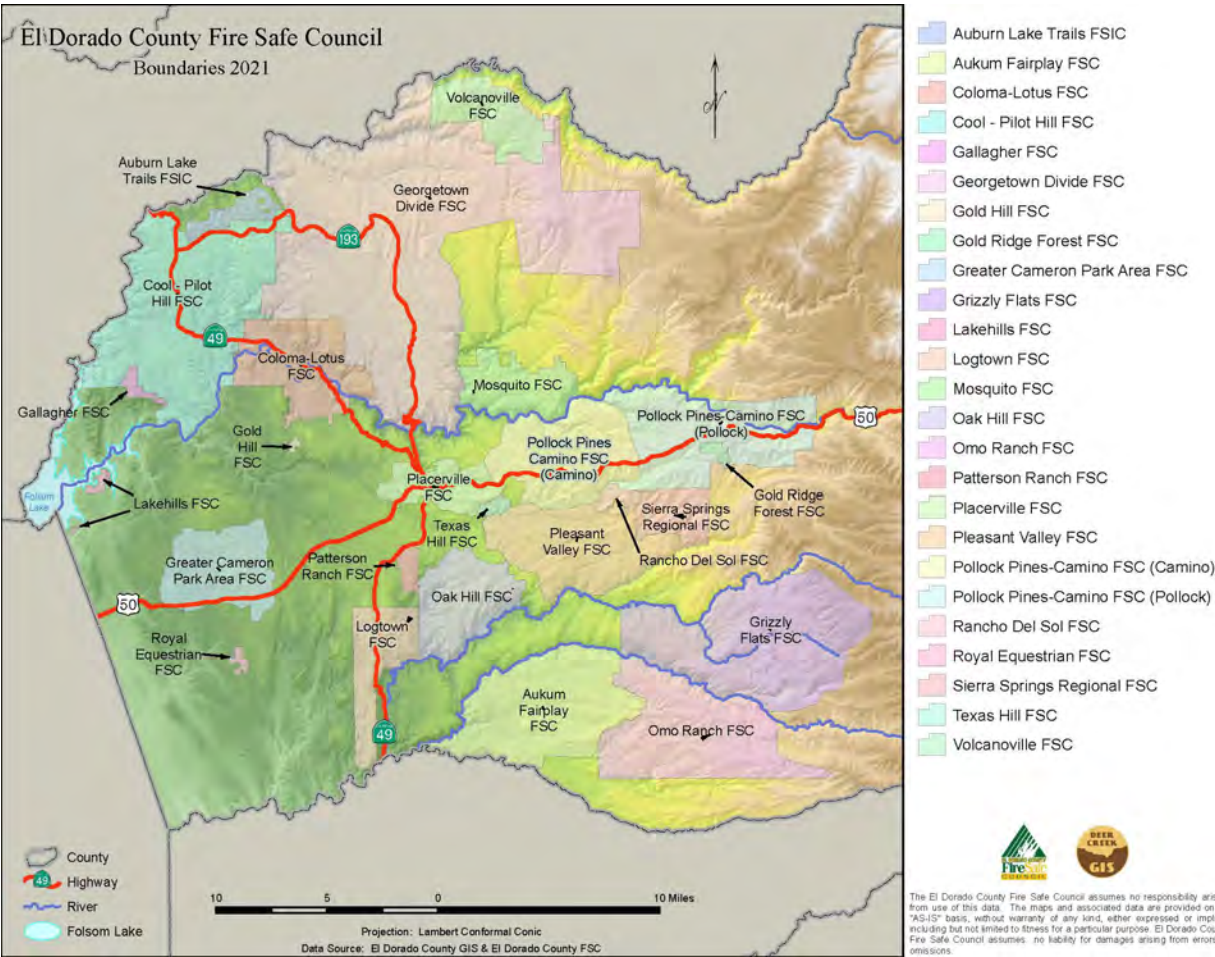 El Dorado County Fire Safe Council
Boundaries 2021
N
Volcanoville
FSC
Auburn Lake
Trails FSIC
Georgetown
Divide FSC
193
Cool - Pilot
Hill FSC
49
Coloma-Lotus
FSC
Mosquito FSC
Gallagher FSC
Pollock Pines-Camino FSC
(Pollock)
50
Gold
Hill
FSC
Pollock Pines
Camino FSC
(Camino)
Folsom
Lake
Lakehills FSC
Placerville
FSC
Gold Ridge
Forest FSC
Texas
Hill FSC
Sierra Springs
Regional FSC
Pleasant
Valley FSC
Rancho Del Sol FSC
Greater Cameron
Park Area FSC
Patterson
Ranch FSC
Oak Hill FSC
50
Logtown
FSC
Grizzly
Flats FSC
Royal
Equestrian
FSC
Aukum
Fairplay
FSC
Omo Ranch FSC
49
County
49 Highway
River
Folsom Lake
10 5 0 10 Miles
Projection: Lambert Conformal Conic
Data Source: El Dorado County GIS & El Dorado County FSC
Auburn Lake Trails FSIC
Aukum Fairplay FSC
Coloma-Lotus FSC
Cool - Pilot Hill FSC
Gallagher FSC
Georgetown Divide FSC
Gold Hill FSC
Gold Ridge Forest FSC
Greater Cameron Park Area FSC
Grizzly Flats FSC
Lakehills FSC
Logtown FSC
Mosquito FSC
Oak Hill FSC
Omo Ranch FSC
Patterson Ranch FSC
Placerville FSC
Pleasant Valley FSC
Pollock Pines-Camino FSC (Camino)
Pollock Pines-Camino FSC (Pollock)
Rancho Del Sol FSC
Royal Equestrian FSC
Sierra Springs Regional FSC
Texas Hill FSC
Volcanoville FSC
EL DORADO COUNTY
FireSafe
COUNCIL
DEER
CREEK
GIS
The El Dorado County Fire Safe Council assumes no responsibility aris
from use of this data. The maps and associated data are provided on
"AS-IS" basis, without warranty of any kind, either expressed or impl
including but not limited to fitness for a particular purpose. El Dorado Cou
Fire Safe Council assumes no liability for damages arising from errors
omissions.